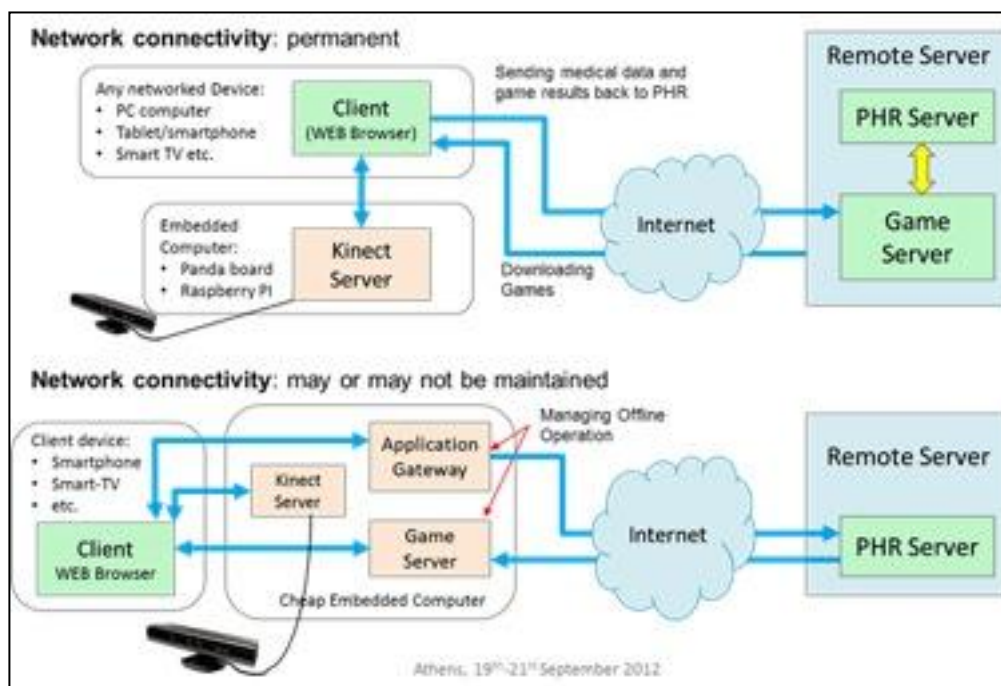 Network connectivity: permanent
Any networked Device:
• PC computer
• Tablet/smartphone
• Smart TV etc.
Client
(WEB Browser)
Sending medical data and
game results back to PHR
Remote Server
PHR Server
Game
Server
Internet
Embedded
Computer:
• Panda board
• Raspberry PI
Kinect
Server
Downloading
Games
Network connectivity: may or may not be maintained
Client device:
• Smartphone
• Smart-TV
• etc.
Client
WEB Browser
Kinect
Server
Application
Gateway
Game
Server
Cheap Embedded Computer
Managing Offline
Operation
Internet
Remote Server
PHR Server
Athens, 19th-21st September 2012